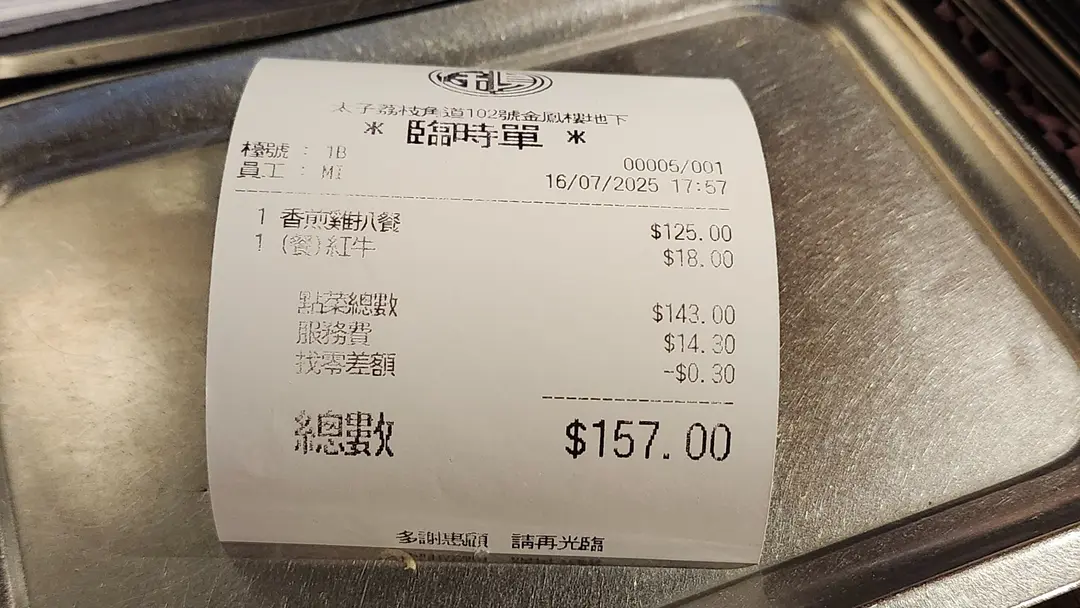 太子荔枝角道102號金鳳樓地下
* 臨時單 *
檯號 : 1B
00005/001
員工 : MI
16/07/2025 17:57
1 香煎雞扒餐 $125.00
1 (餐)紅牛 $18.00
點菜總數 $143.00
服務費 $14.30
找零差額 -$0.30
總數 $157.00
多謝惠顧 請再光臨